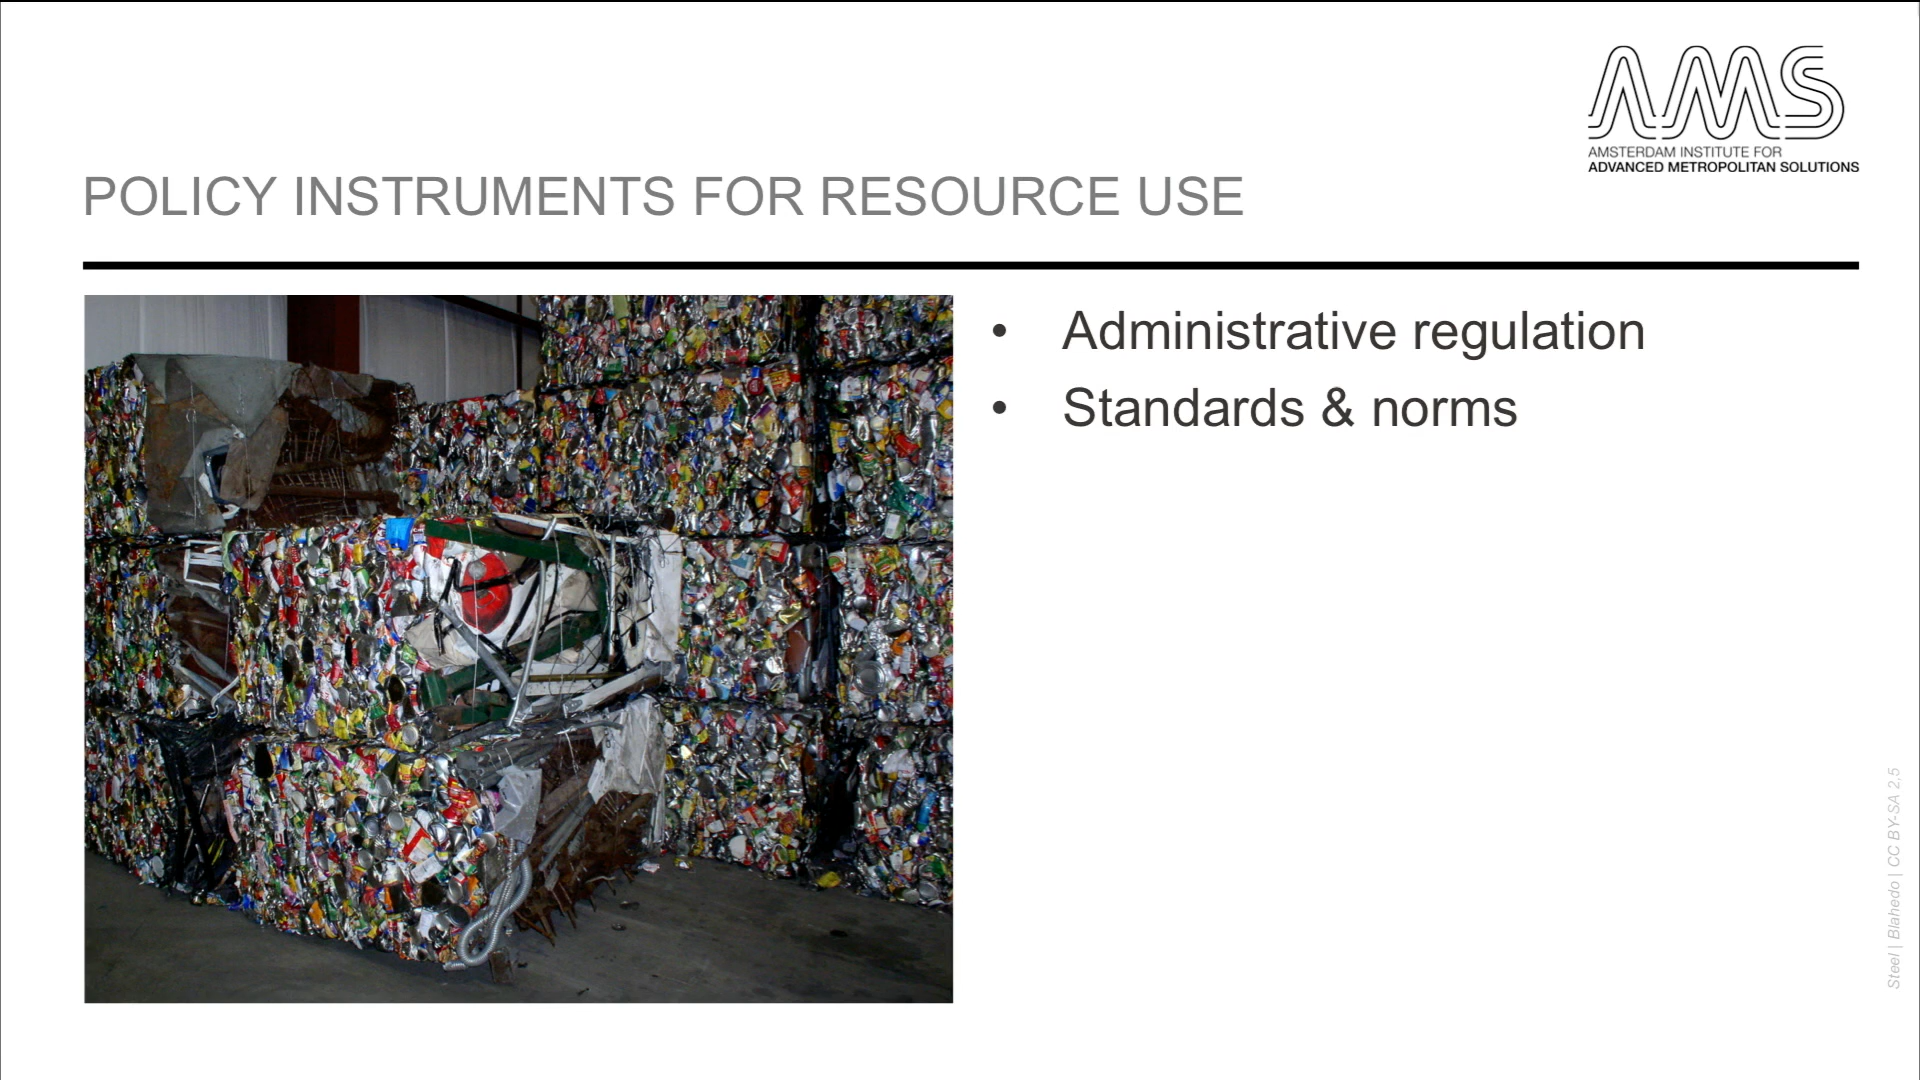 AMS
AMSTERDAM INSTITUTE FOR
ADVANCED METROPOLITAN SOLUTIONS
POLICY INSTRUMENTS FOR RESOURCE USE
• Administrative regulation
• Standards & norms
Steel | Blahedo | CC BY-SA 2,5